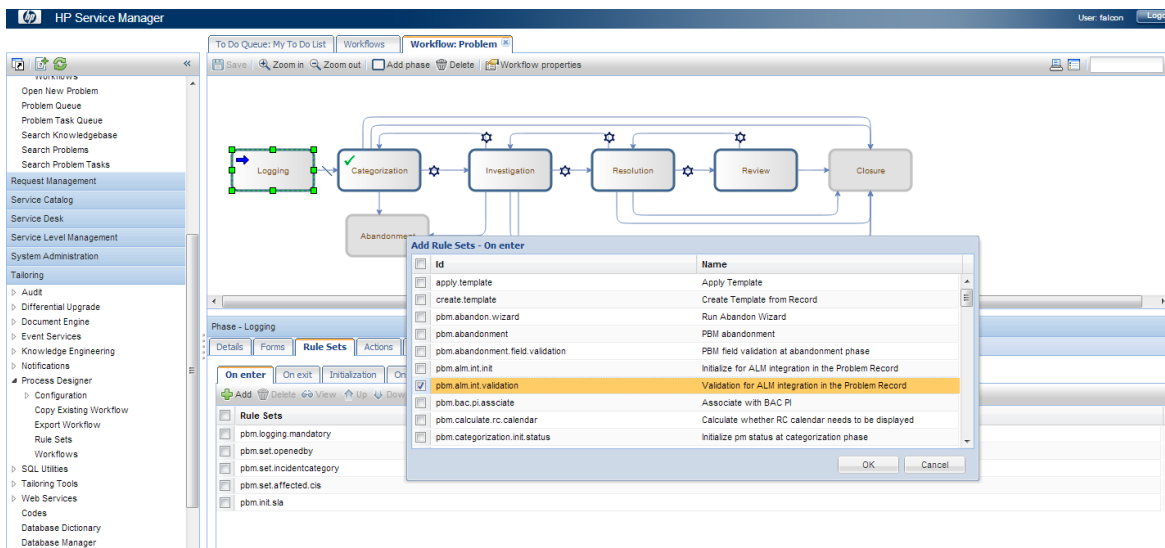 HP Service Manager
User: falcon
To Do Queue: My To Do List
Workflows
Workflow: Problem
Save
Zoom in
Zoom out
Add phase
Delete
Workflow properties
Workflows
Open New Problem
Problem Queue
Problem Task Queue
Search Knowledgebase
Search Problems
Search Problem Tasks
Request Management
Service Catalog
Service Desk
Service Level Management
System Administration
Tailoring
Audit
Differential Upgrade
Document Engine
Event Services
Knowledge Engineering
Notifications
Process Designer
Configuration
Copy Existing Workflow
Export Workflow
Rule Sets
Workflows
SQL Utilities
Tailoring Tools
Web Services
Codes
Database Dictionary
Database Manager
Logging
Categorization
Investigation
Resolution
Review
Closure
Abandonment
Phase - Logging
Details
Forms
Rule Sets
Actions
On enter
On exit
Initialization
On
Add
Delete
View
Up
Dow
Rule Sets
pbm.logging.mandatory
pbm.set.openedby
pbm.set.incidentcategory
pbm.set.affected.cis
pbm.init.sla
Add Rule Sets - On enter
Id Name
apply.template Apply Template
create.template Create Template from Record
pbm.abandon.wizard Run Abandon Wizard
pbm.abandonment PBM abandonment
pbm.abandonment.field.validation PBM field validation at abandonment phase
pbm.alm.int.init Initialize for ALM integration in the Problem Record
pbm.alm.int.validation Validation for ALM integration in the Problem Record
pbm.bac.pi.assciate Associate with BAC PI
pbm.calculate.rc.calendar Calculate whether RC calendar needs to be displayed
pbm.categorization.init.status Initialize pm status at categorization phase
OK
Cancel